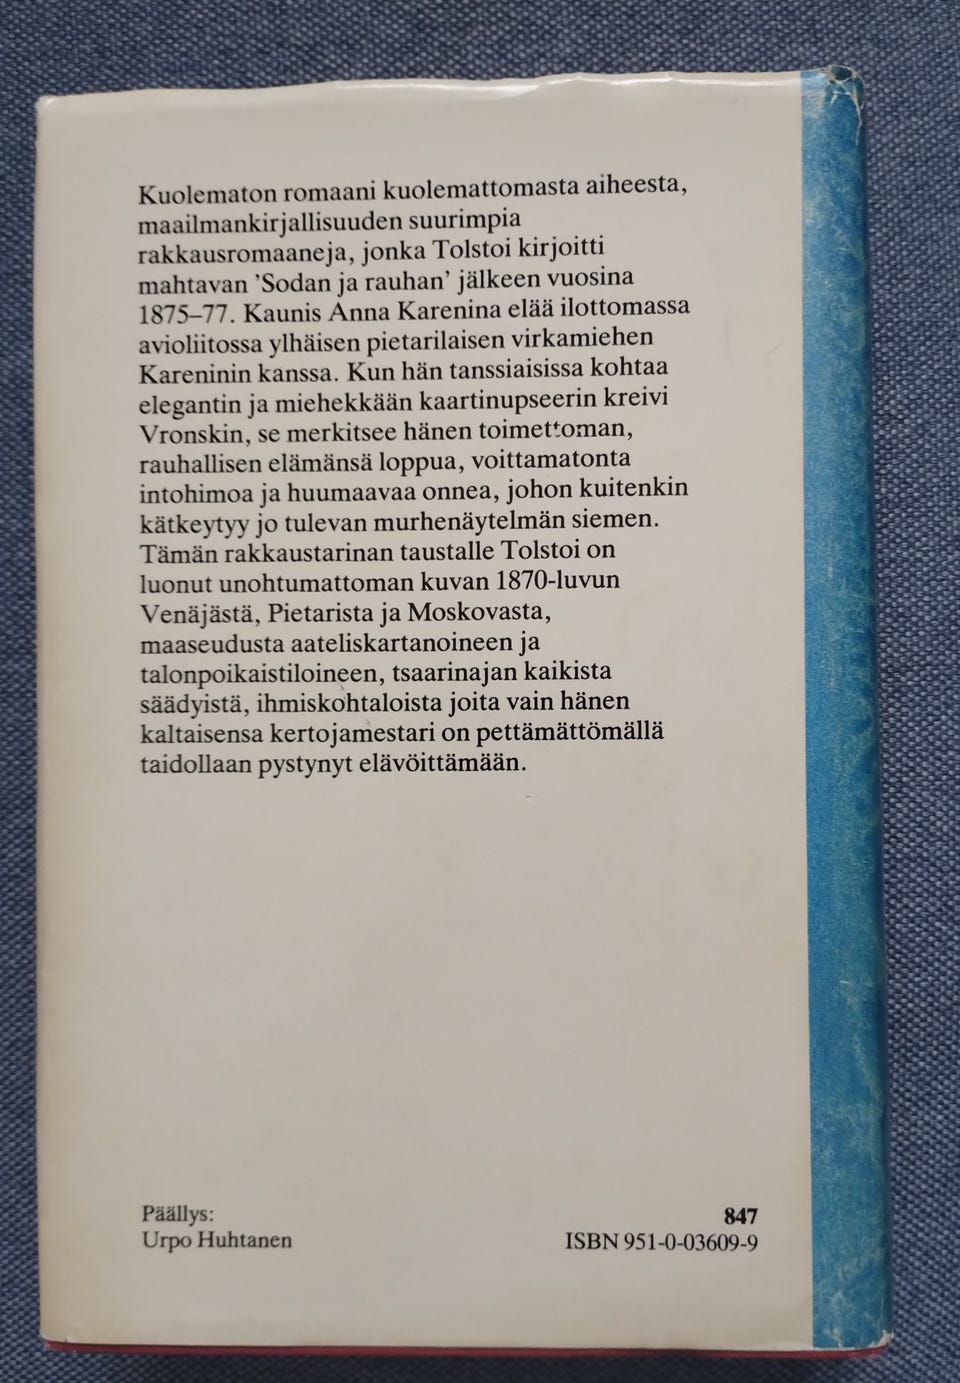 Kuolematon romaani kuolemattomasta aiheesta,
maailmankirjallisuuden suurimpia
rakkausromaaneja, jonka Tolstoi kirjoitti
mahtavan 'Sodan ja rauhan' jälkeen vuosina
1875–77. Kaunis Anna Karenina elää ilottomassa
avioliitossa ylhäisen pietarilaisen virkamiehen
Kareninin kanssa. Kun hän tanssiaisissa kohtaa
elegantin ja miehekkään kaartinupseerin kreivi
Vronskin, se merkitsee hänen toimettoman,
rauhallisen elämänsä loppua, voittamatonta
intohimoa ja huumaavaa onnea, johon kuitenkin
kätkeytyy jo tulevan murhenäytelmän siemen.
Tämän rakkaustarinan taustalle Tolstoi on
luonut unohtumattoman kuvan 1870-luvun
Venäjästä, Pietarista ja Moskovasta,
maaseudusta aateliskartanoineen ja
talonpoikaistiloineen, tsaarinajan kaikista
säädyistä, ihmiskohtaloista joita vain hänen
kaltaisensa kertojamestari on pettämättömällä
taidollaan pystynyt elävöittämään.
Päällys:
Urpo Huhtanen
847
ISBN 951-0-03609-9